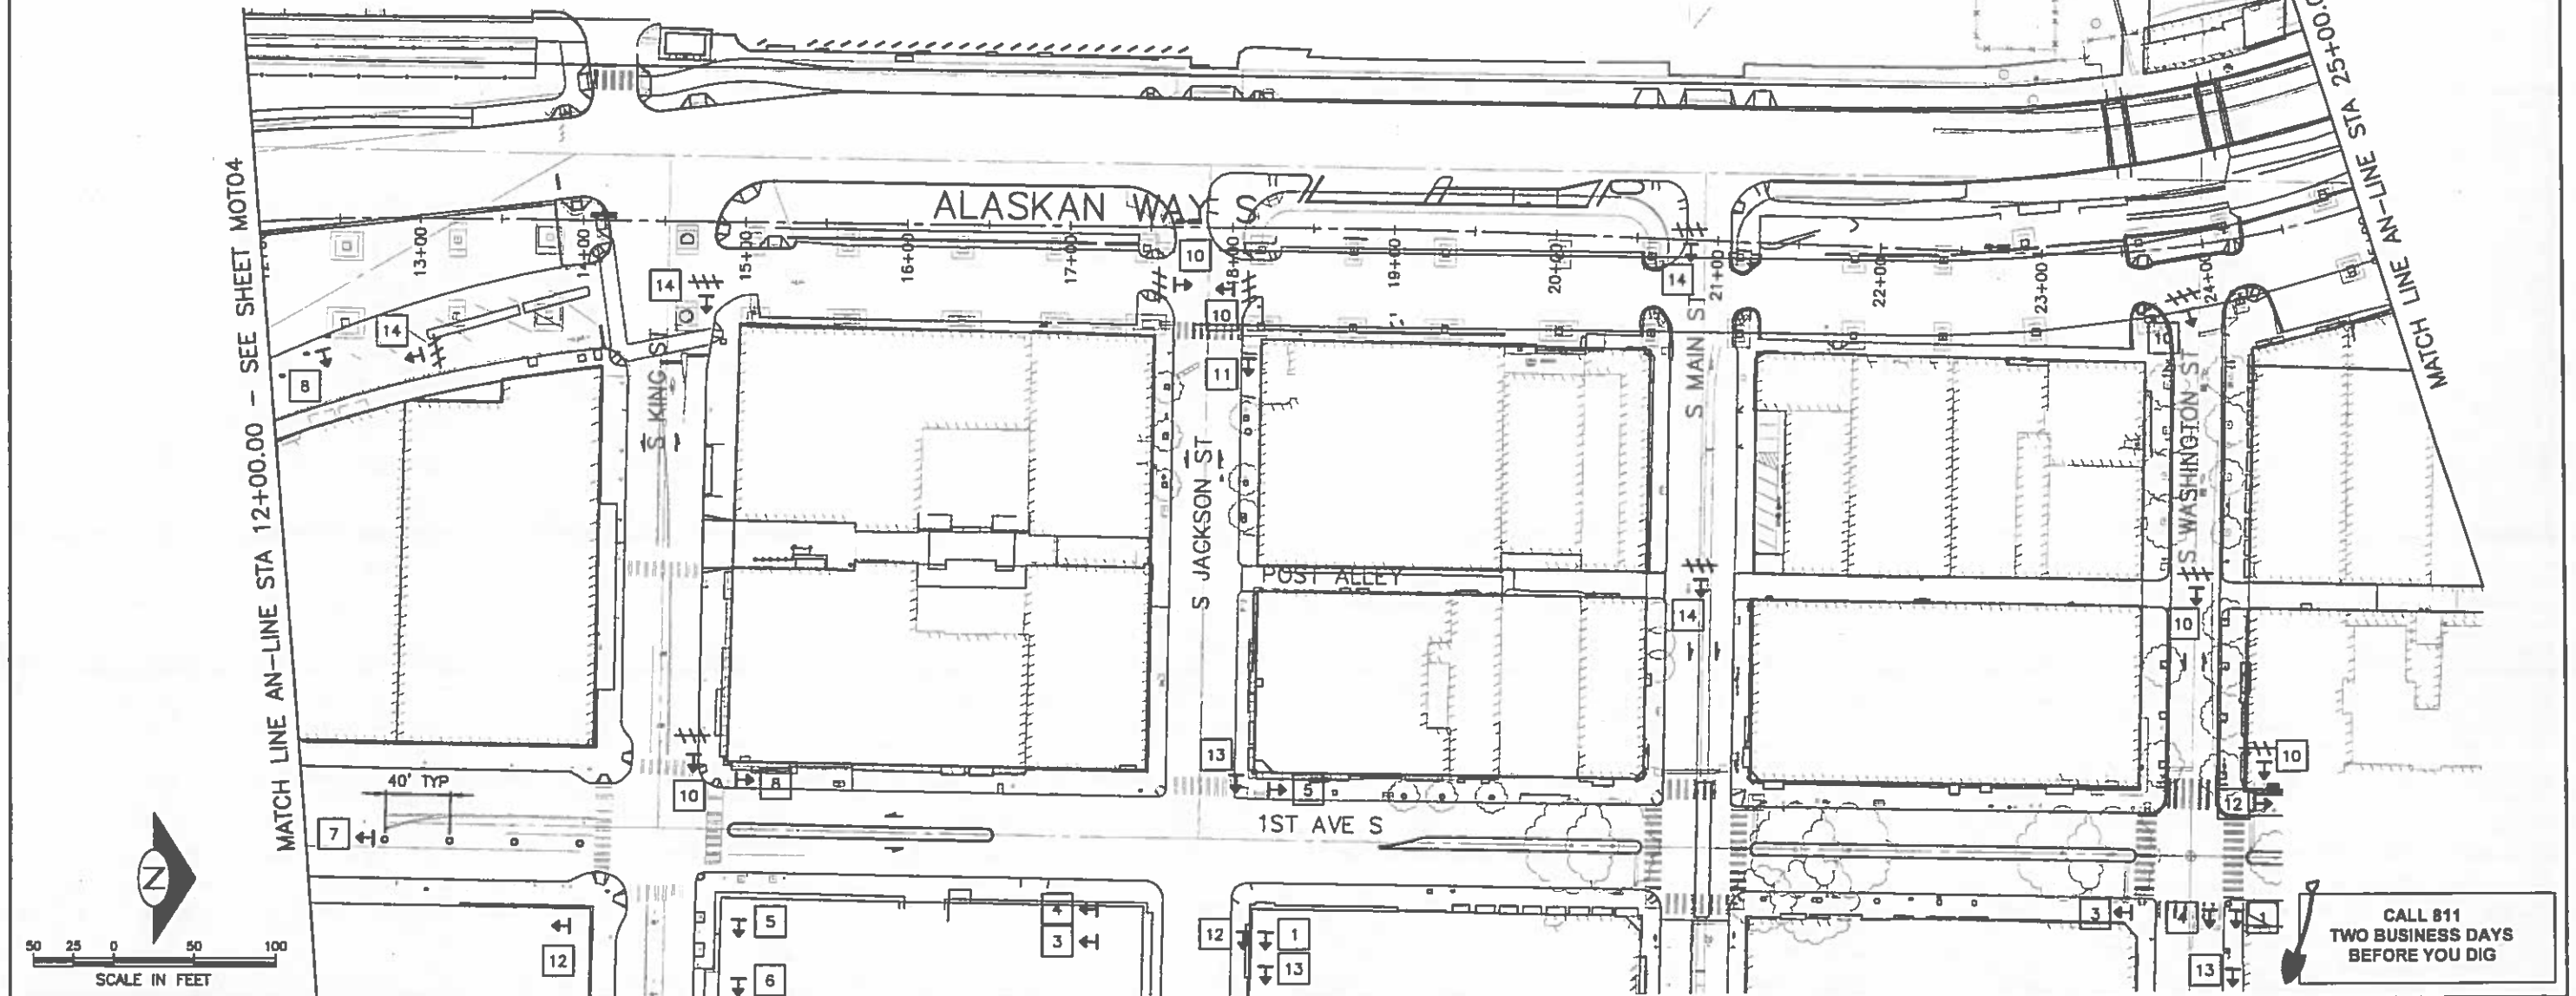 MATCH LINE AN-LINE STA 12+00.00 - SEE SHEET MOT04
ALASKAN WAY S
13+00
14+00
15+00
16+00
17+00
18+00
19+00
20+00
21+00
22+00
23+00
24+00
14
8
14
10
10
11
14
10
S KING ST
S JACKSON ST
S MAIN ST
S WASHINGTON ST
POST ALLEY
14
10
10
12
13
5
10
8
40' TYP
7
1ST AVE S
12
5
6
4
3
12
1
13
3
4
1
13
MATCH LINE AN-LINE STA 25+00.0
N
50 25 0 50 100
SCALE IN FEET
CALL 811
TWO BUSINESS DAYS
BEFORE YOU DIG